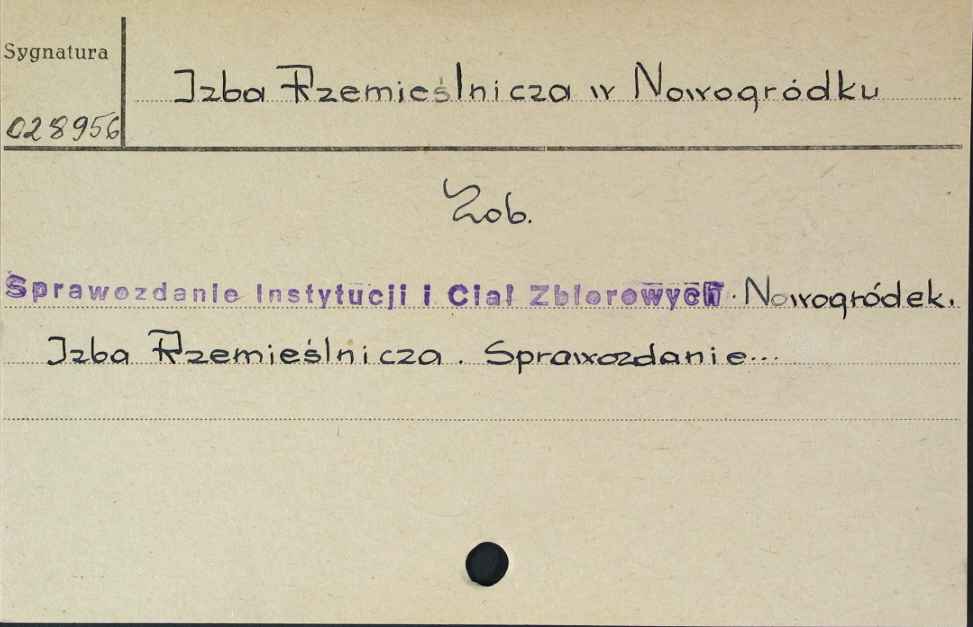 Sygnatura
Izba Rzemieślnicza w Nowogródku
028956
Zob.
Sprawozdanie Instytucji i Ciał Zbiorowych. Nowogródek.
Izba Rzemieślnicza. Sprawozdanie...